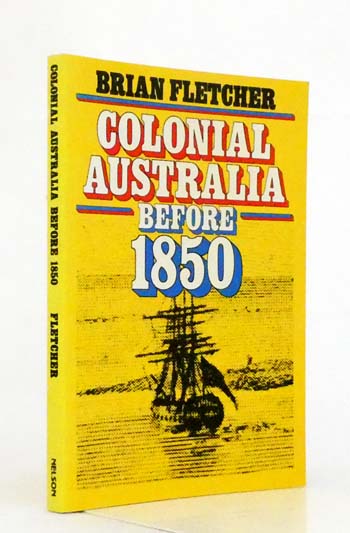 BRIAN FLETCHER
COLONIAL
AUSTRALIA
BEFORE
1850
COLONIAL AUSTRALIA BEFORE 1850
FLETCHER
NELSON